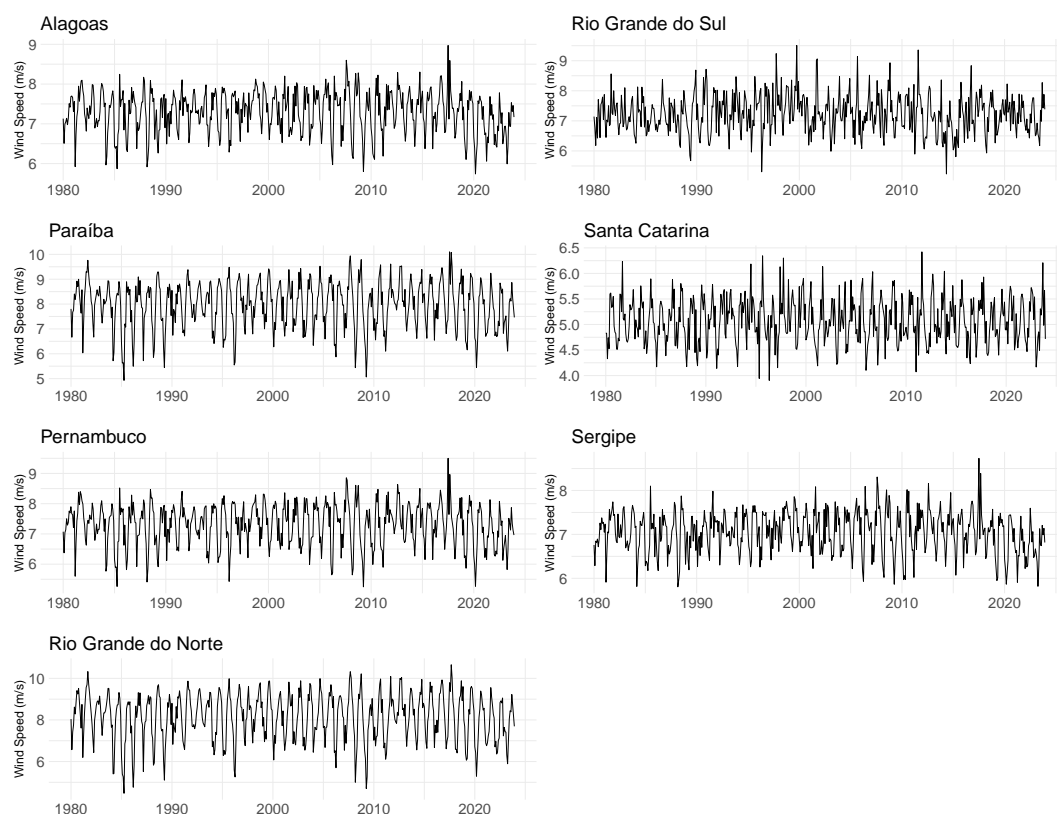 Alagoas
9
8
7
6
Wind Speed (m/s)
1980 1990 2000 2010 2020
Rio Grande do Sul
9
8
7
6
Wind Speed (m/s)
1980 1990 2000 2010 2020
Paraíba
10
9
8
7
6
5
Wind Speed (m/s)
1980 1990 2000 2010 2020
Santa Catarina
6.5
6.0
5.5
5.0
4.5
4.0
Wind Speed (m/s)
1980 1990 2000 2010 2020
Pernambuco
9
8
7
6
Wind Speed (m/s)
1980 1990 2000 2010 2020
Sergipe
8
7
6
Wind Speed (m/s)
1980 1990 2000 2010 2020
Rio Grande do Norte
10
8
6
Wind Speed (m/s)
1980 1990 2000 2010 2020